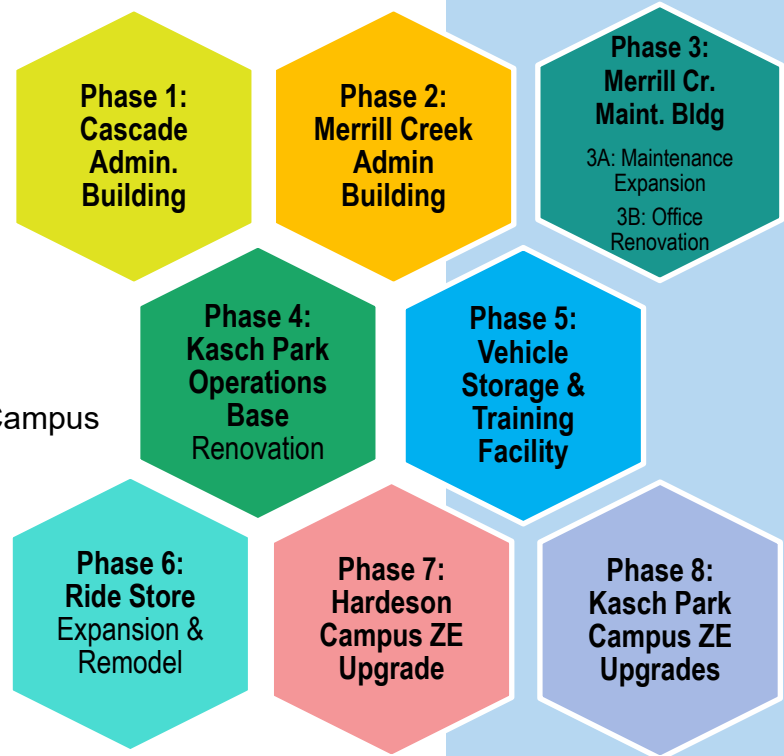 Phase 1:
Cascade
Admin.
Building
Phase 2:
Merrill Creek
Admin
Building
Phase 3:
Merrill Cr.
Maint. Bldg
3A: Maintenance
Expansion
3B: Office
Renovation
Campus
Phase 4:
Kasch Park
Operations
Base
Renovation
Phase 5:
Vehicle
Storage &
Training
Facility
Phase 6:
Ride Store
Expansion &
Remodel
Phase 7:
Hardeson
Campus ZE
Upgrade
Phase 8:
Kasch Park
Campus ZE
Upgrades